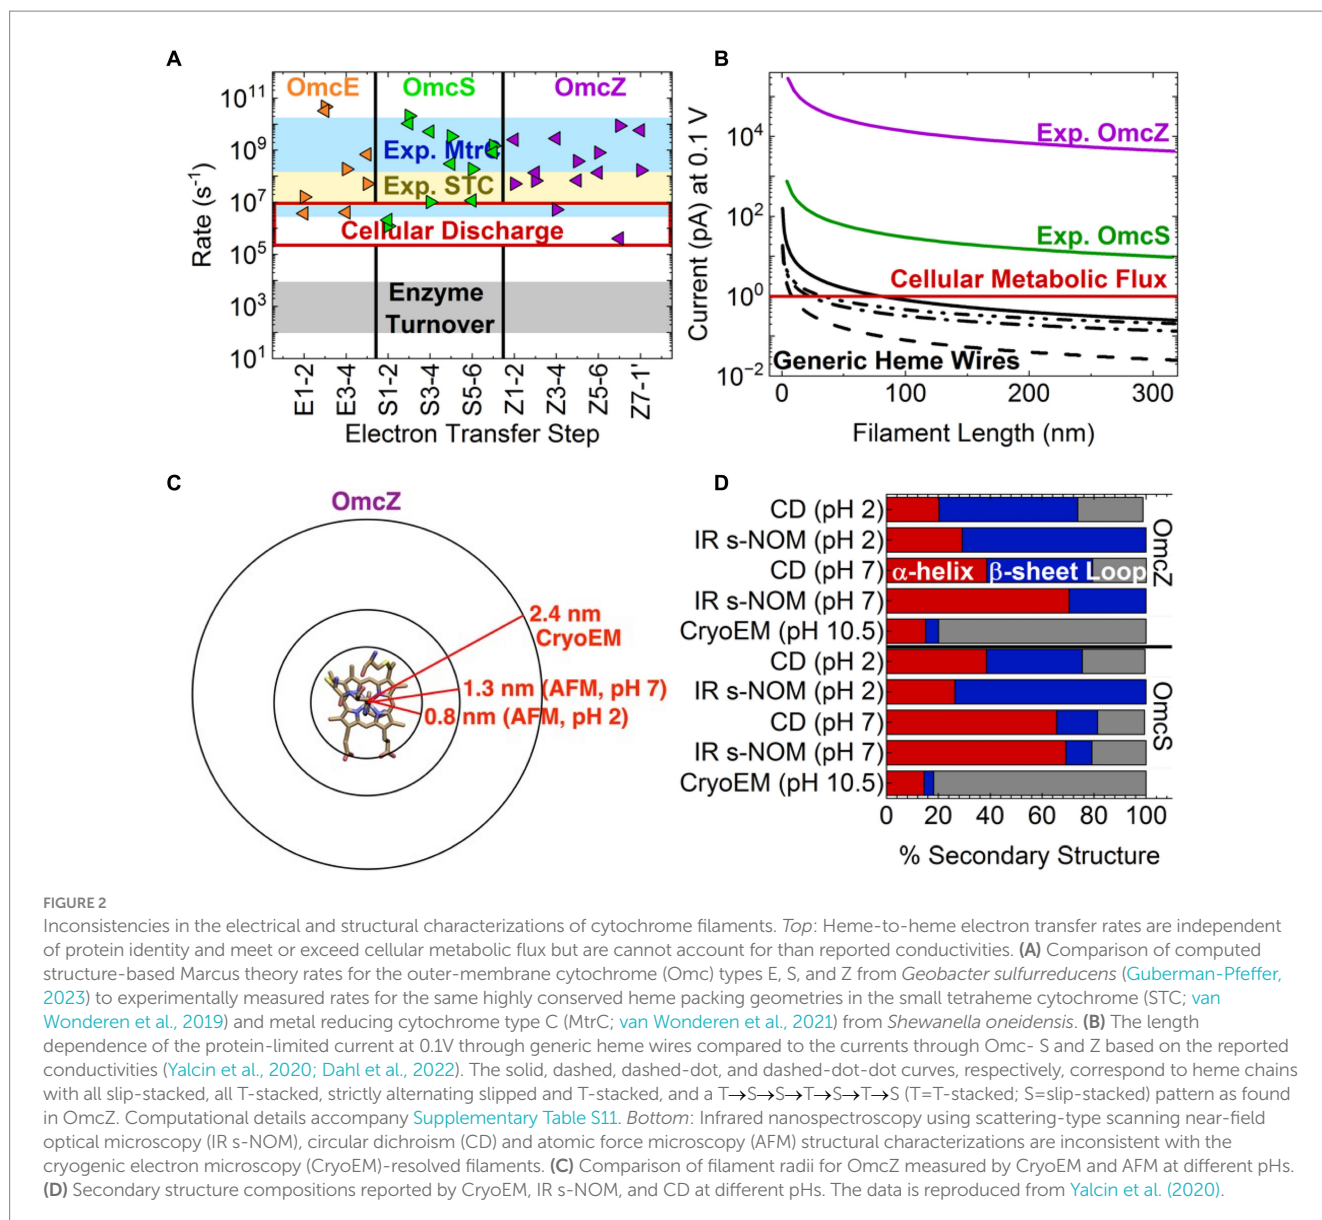 A
OmcE
OmcS
OmcZ
Exp. MtrC
Exp. STC
Cellular Discharge
Enzyme
Turnover
10¹¹
10⁹
10⁷
10⁵
10³
10¹
Rate (s⁻¹)
E1-2
E3-4
S1-2
S3-4
S5-6
Z1-2
Z3-4
Z5-6
Z7-1'
Electron Transfer Step
B
Exp. OmcZ
Exp. OmcS
Cellular Metabolic Flux
Generic Heme Wires
10⁴
10²
10⁰
10⁻²
Current (pA) at 0.1 V
0
100
200
300
Filament Length (nm)
C
OmcZ
2.4 nm
CryoEM
1.3 nm (AFM, pH 7)
0.8 nm (AFM, pH 2)
D
CD (pH 2)
IR s-NOM (pH 2)
CD (pH 7)
α-helix
β-sheet
Loop
IR s-NOM (pH 7)
CryoEM (pH 10.5)
OmcZ
CD (pH 2)
IR s-NOM (pH 2)
CD (pH 7)
IR s-NOM (pH 7)
CryoEM (pH 10.5)
OmcS
0 20 40 60 80 100
% Secondary Structure
FIGURE 2
Inconsistencies in the electrical and structural characterizations of cytochrome filaments. Top: Heme-to-heme electron transfer rates are independent
of protein identity and meet or exceed cellular metabolic flux but are cannot account for than reported conductivities. (A) Comparison of computed
structure-based Marcus theory rates for the outer-membrane cytochrome (Omc) types E, S, and Z from Geobacter sulfurreducens (Guberman-Pfeffer,
2023) to experimentally measured rates for the same highly conserved heme packing geometries in the small tetraheme cytochrome (STC; van
Wonderen et al., 2019) and metal reducing cytochrome type C (MtrC; van Wonderen et al., 2021) from Shewanella oneidensis. (B) The length
dependence of the protein-limited current at 0.1V through generic heme wires compared to the currents through Omc- S and Z based on the reported
conductivities (Yalcin et al., 2020; Dahl et al., 2022). The solid, dashed, dashed-dot, and dashed-dot-dot curves, respectively, correspond to heme chains
with all slip-stacked, all T-stacked, strictly alternating slipped and T-stacked, and a T→S→S→T→S→T→S (T=T-stacked; S=slip-stacked) pattern as found
in OmcZ. Computational details accompany Supplementary Table S11. Bottom: Infrared nanospectroscopy using scattering-type scanning near-field
optical microscopy (IR s-NOM), circular dichroism (CD) and atomic force microscopy (AFM) structural characterizations are inconsistent with the
cryogenic electron microscopy (CryoEM)-resolved filaments. (C) Comparison of filament radii for OmcZ measured by CryoEM and AFM at different pHs.
(D) Secondary structure compositions reported by CryoEM, IR s-NOM, and CD at different pHs. The data is reproduced from Yalcin et al. (2020).